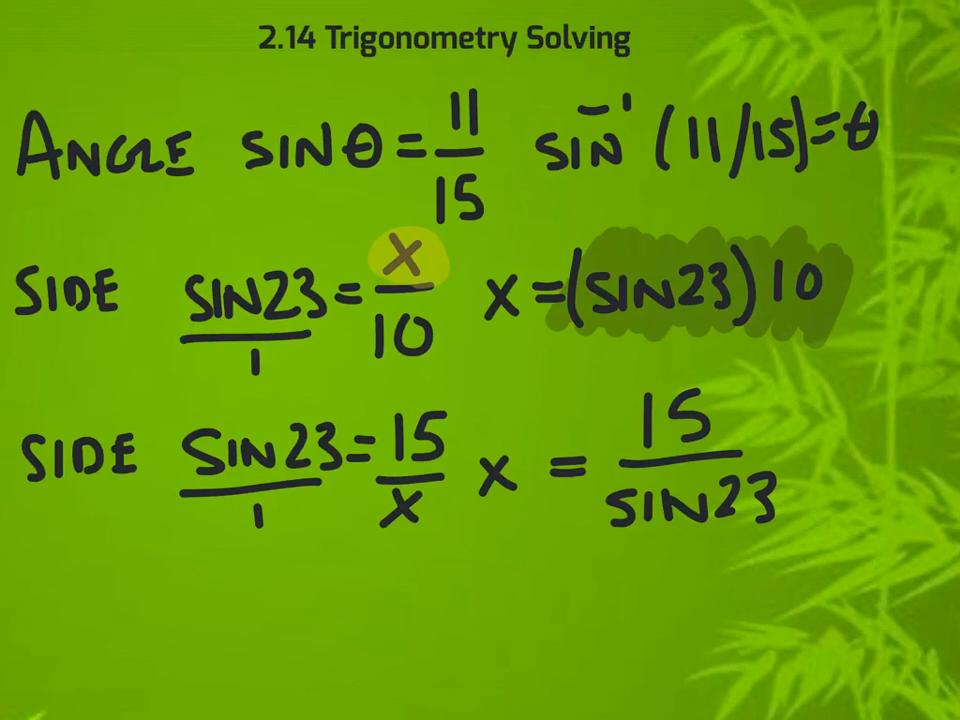 2.14 Trigonometry Solving
ANGLE SINθ = 11/15 SIN⁻¹ (11/15) = θ
SIDE SIN23/1 = X/10 X = (SIN23) 10
SIDE SIN23/1 = 15/X X = 15/SIN23